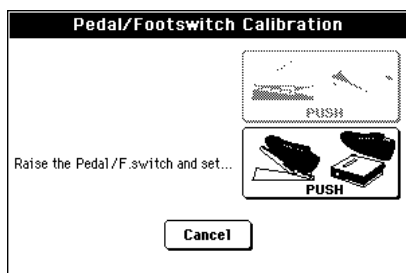 Pedal/Footswitch Calibration
PUSH
Raise the Pedal/F.switch and set...
PUSH
Cancel